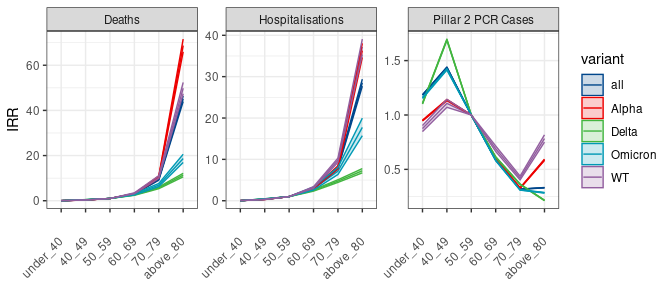 Deaths
Hospitalisations
Pillar 2 PCR Cases
IRR
0
20
40
60
0
10
20
30
40
0.5
1.0
1.5
under_40
40_49
50_59
60_69
70_79
above_80
under_40
40_49
50_59
60_69
70_79
above_80
under_40
40_49
50_59
60_69
70_79
above_80
variant
all
Alpha
Delta
Omicron
WT